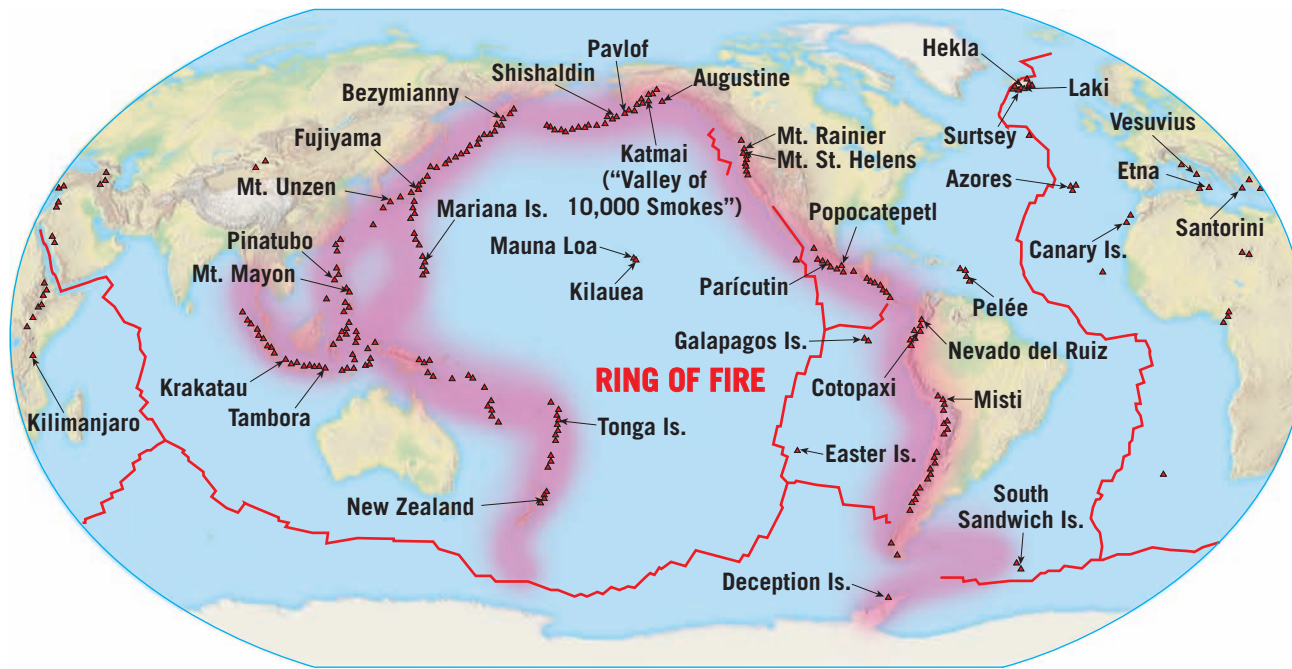 Pavlof
Shishaldin
Augustine
Bezymianny
Hekla
Laki
Surtsey
Vesuvius
Fujiyama
Mt. Rainier
Mt. St. Helens
Katmai
("Valley of
10,000 Smokes")
Mt. Unzen
Azores
Etna
Mariana Is.
Popocatepetl
Santorini
Pinatubo
Mauna Loa
Canary Is.
Mt. Mayon
Kilauea
Parícutin
Pelée
Galapagos Is.
Nevado del Ruiz
RING OF FIRE
Krakatau
Cotopaxi
Tambora
Misti
Kilimanjaro
Tonga Is.
Easter Is.
New Zealand
South
Sandwich Is.
Deception Is.